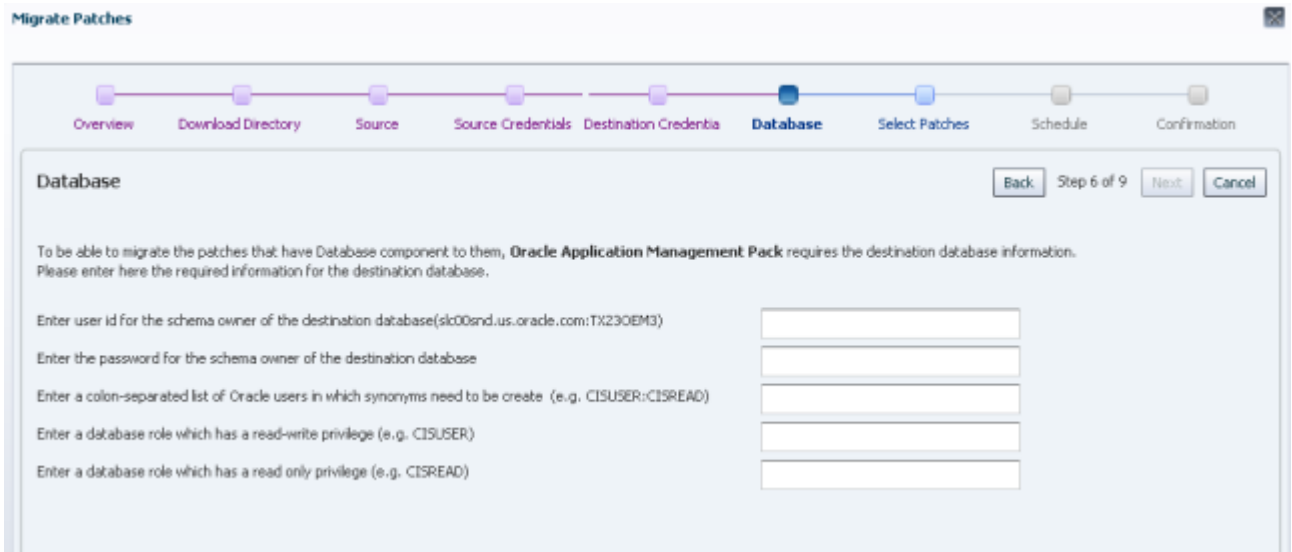 Migrate Patches
Overview Download Directory Source Source Credentials Destination Credentia Database Select Patches Schedule Confirmation
Database Back Step 6 of 9 Next Cancel
To be able to migrate the patches that have Database component to them, Oracle Application Management Pack requires the destination database information.
Please enter here the required information for the destination database.
Enter user id for the schema owner of the destination database(slc00snd.us.oracle.com:TX23OEM3)
Enter the password for the schema owner of the destination database
Enter a colon-separated list of Oracle users in which synonyms need to be create (e.g. CISUSER:CISREAD)
Enter a database role which has a read-write privilege (e.g. CISUSER)
Enter a database role which has a read only privilege (e.g. CISREAD)